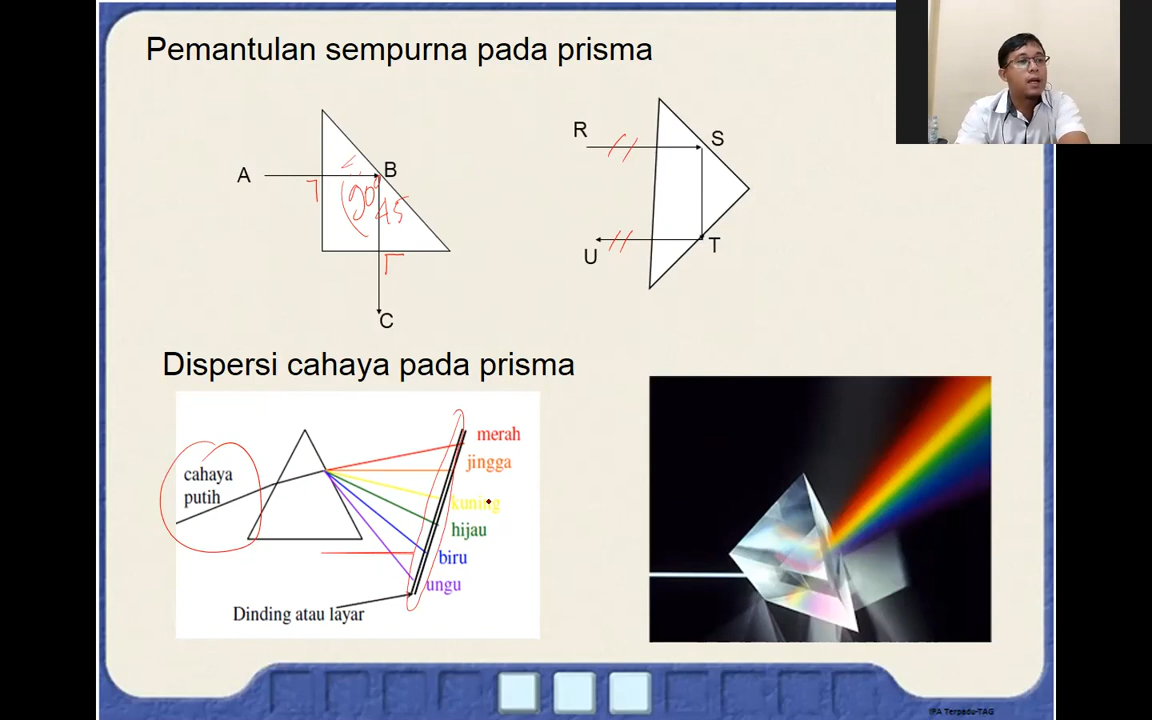 Pemantulan sempurna pada prisma
A
B
90°
45
C
R
S
T
U
Dispersi cahaya pada prisma
cahaya
putih
merah
jingga
kuning
hijau
biru
ungu
Dinding atau layar
IPA Terpadu-TAG